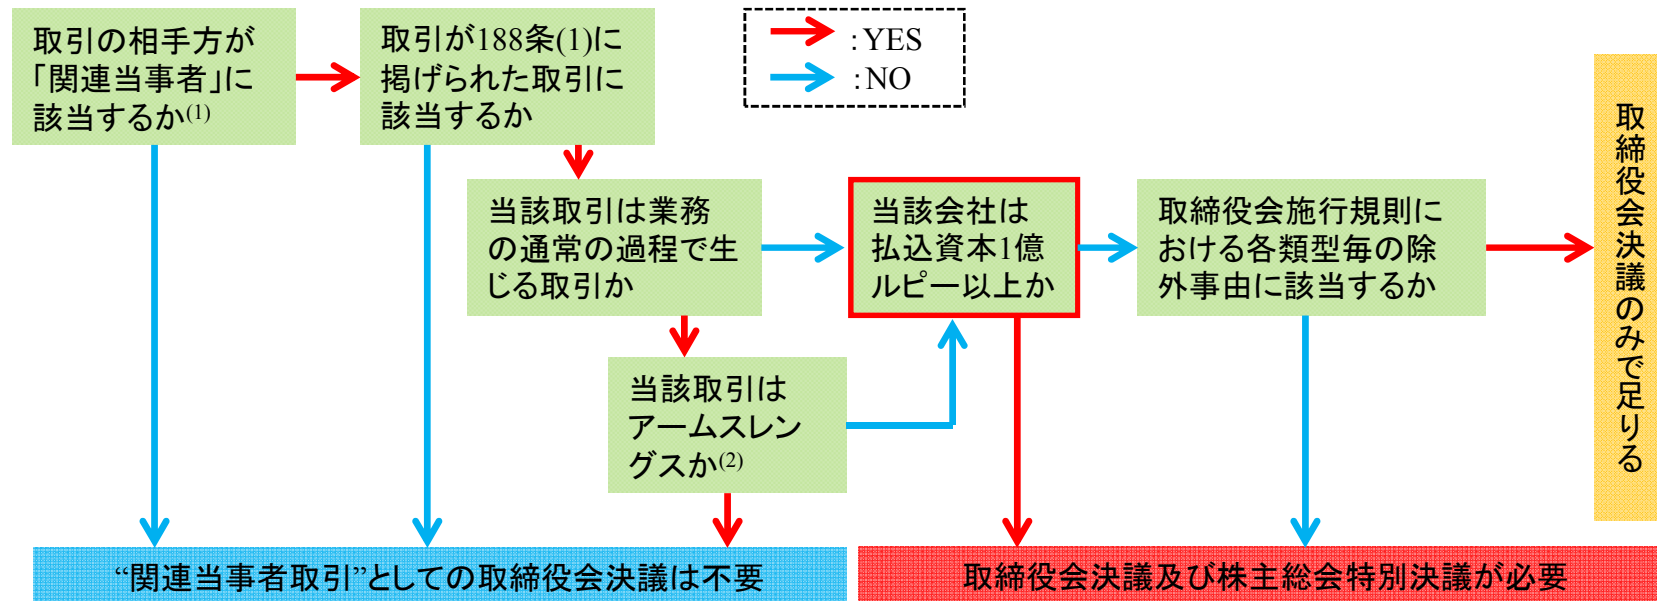 取引の相手方が
「関連当事者」に
該当するか(1)
取引が188条(1)に
掲げられた取引に
該当するか
:YES
:NO
当該取引は業務
の通常の過程で生
じる取引か
当該会社は
払込資本1億
ルピー以上か
取締役会施行規則に
おける各類型毎の除
外事由に該当するか
取締役会決議のみで足りる
当該取引は
アームスレン
グスか(2)
“関連当事者取引”としての取締役会決議は不要
取締役会決議及び株主総会特別決議が必要